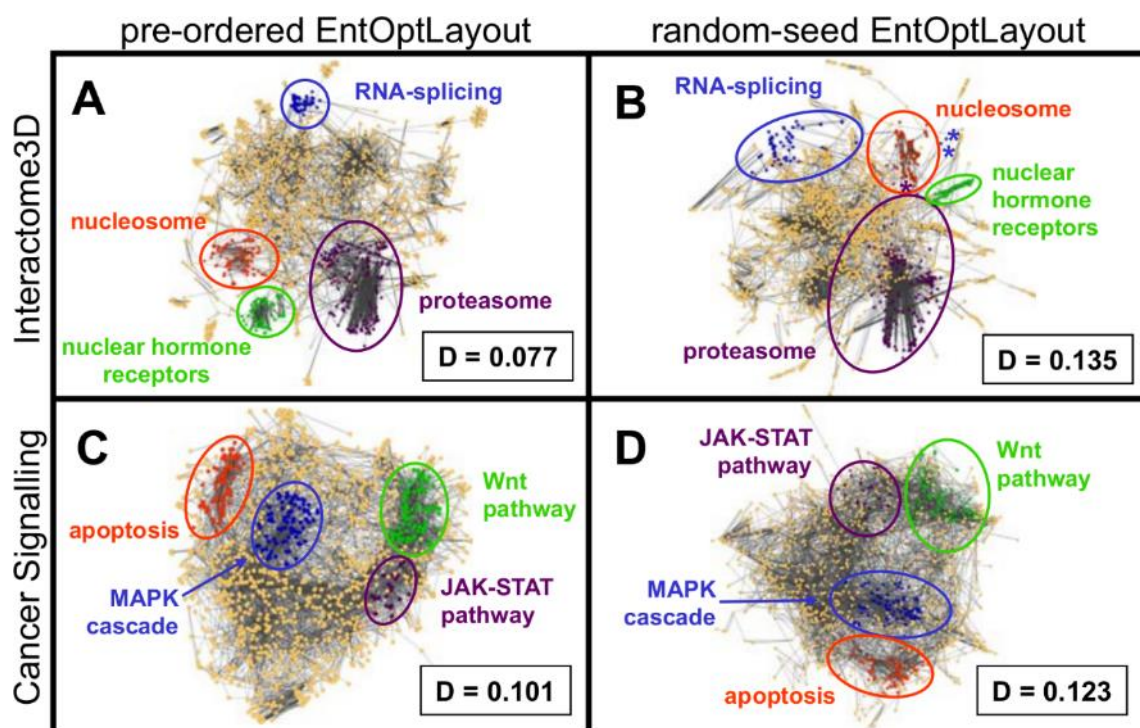 pre-ordered EntOptLayout
random-seed EntOptLayout
Interactome3D
A
RNA-splicing
nucleosome
proteasome
nuclear hormone
receptors
D = 0.077
B
RNA-splicing
nucleosome
*
*
*
nuclear
hormone
receptors
proteasome
D = 0.135
Cancer Signalling
C
Wnt
pathway
apoptosis
MAPK
cascade
JAK-STAT
pathway
D = 0.101
D
JAK-STAT
pathway
Wnt
pathway
MAPK
cascade
apoptosis
D = 0.123